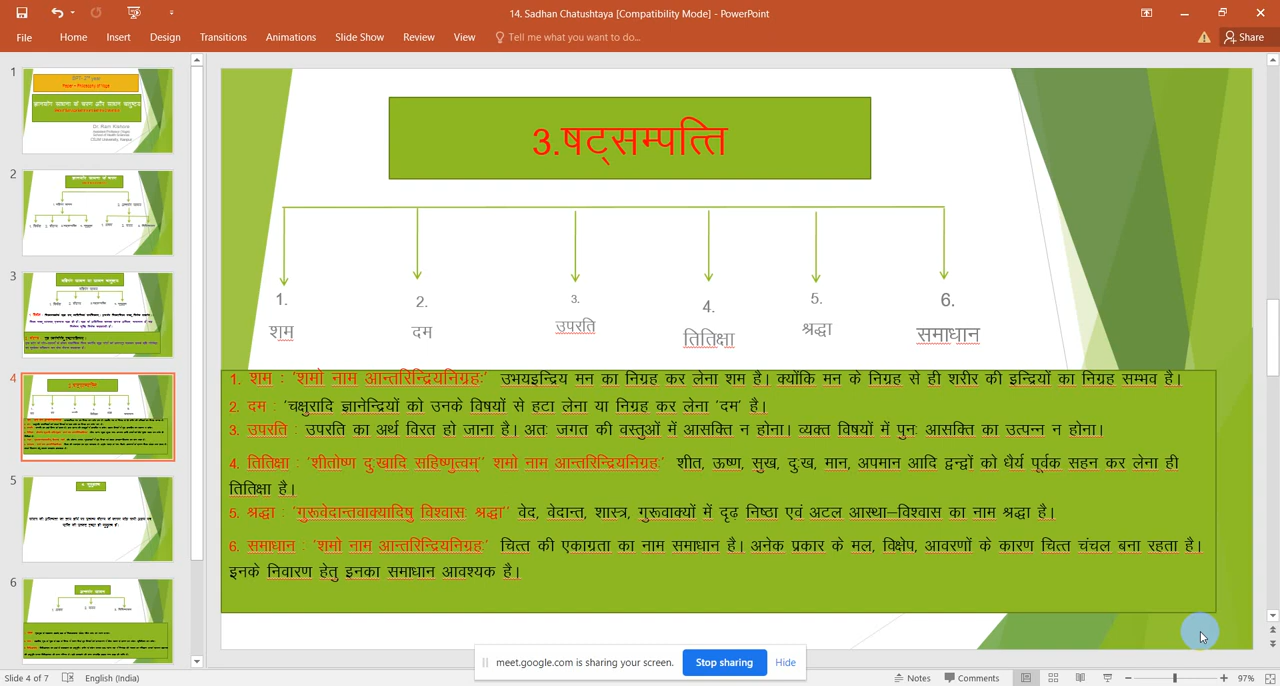 14. Sadhan Chatushtaya [Compatibility Mode] - PowerPoint
File Home Insert Design Transitions Animations Slide Show Review View Tell me what you want to do... Share
1
2
3
4
5
6
3.षट्सम्पत्ति
1. 2. 3. 4. 5. 6.
शम दम उपरति तितिक्षा श्रद्धा समाधान
1. शम : 'शमो नाम आन्तरिन्द्रियनिग्रहः' उभयइन्द्रिय मन का निग्रह कर लेना शम है। क्योंकि मन के निग्रह से ही शरीर की इन्द्रियों का निग्रह सम्भव है।
2. दम : 'चक्षुरादि ज्ञानेन्द्रियों को उनके विषयों से हटा लेना या निग्रह कर लेना 'दम' है।
3. उपरति : उपरति का अर्थ विरत हो जाना है। अतः जगत की वस्तुओं में आसक्ति न होना। व्यक्त विषयों में पुनः आसक्ति का उत्पन्न न होना।
4. तितिक्षा : "शीतोष्ण दुःखादि सहिष्णुत्वम्" शमो नाम आन्तरिन्द्रियनिग्रहः' शीत, ऊष्ण, सुख, दुःख, मान, अपमान आदि द्वन्द्वों को धैर्य पूर्वक सहन कर लेना ही
तितिक्षा है।
5. श्रद्धा : 'गुरूवेदान्तवाक्यादिषु विश्वासः श्रद्धा'' वेद, वेदान्त, शास्त्र, गुरूवाक्यों में दृढ़ निष्ठा एवं अटल आस्था–विश्वास का नाम श्रद्धा है।
6. समाधान : 'शमो नाम आन्तरिन्द्रियनिग्रहः' चित्त की एकाग्रता का नाम समाधान है। अनेक प्रकार के मल, विक्षेप, आवरणों के कारण चित्त चंचल बना रहता है।
इनके निवारण हेतु इनका समाधान आवश्यक है।
meet.google.com is sharing your screen. Stop sharing Hide
Slide 4 of 7 English (India) Notes Comments 97%